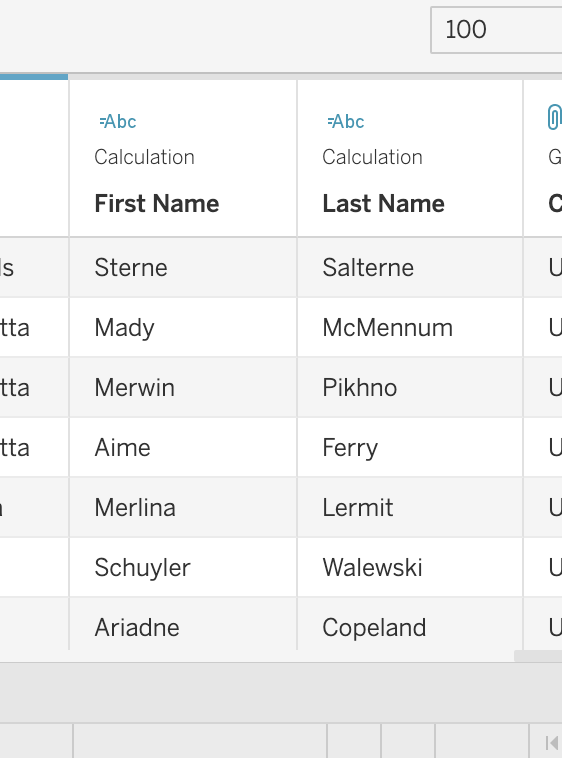 100
=Abc =Abc
Calculation Calculation G
First Name Last Name C
ls Sterne Salterne U
tta Mady McMennum U
tta Merwin Pikhno U
tta Aime Ferry U
Merlina Lermit U
Schuyler Walewski U
Ariadne Copeland U